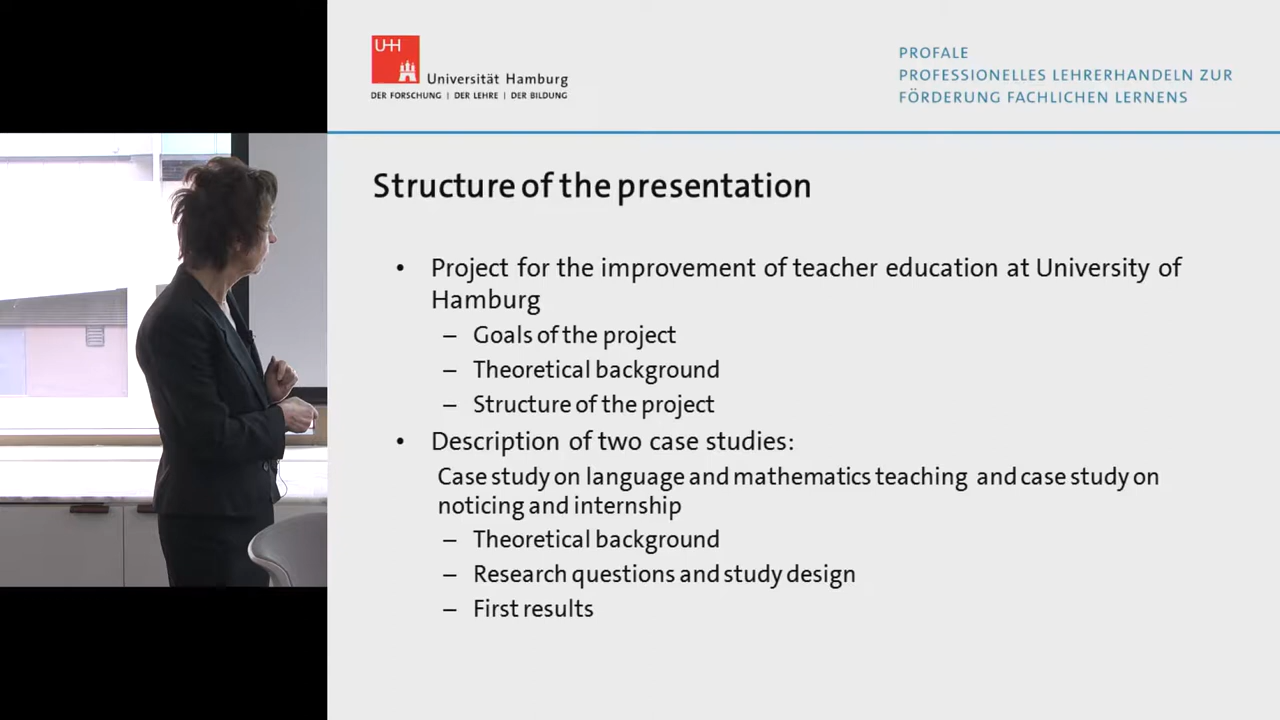 UHH
Universität Hamburg
DER FORSCHUNG | DER LEHRE | DER BILDUNG
PROFALE
PROFESSIONELLES LEHRERHANDELN ZUR
FÖRDERUNG FACHLICHEN LERNENS
Structure of the presentation
• Project for the improvement of teacher education at University of
Hamburg
– Goals of the project
– Theoretical background
– Structure of the project
• Description of two case studies:
Case study on language and mathematics teaching and case study on
noticing and internship
– Theoretical background
– Research questions and study design
– First results